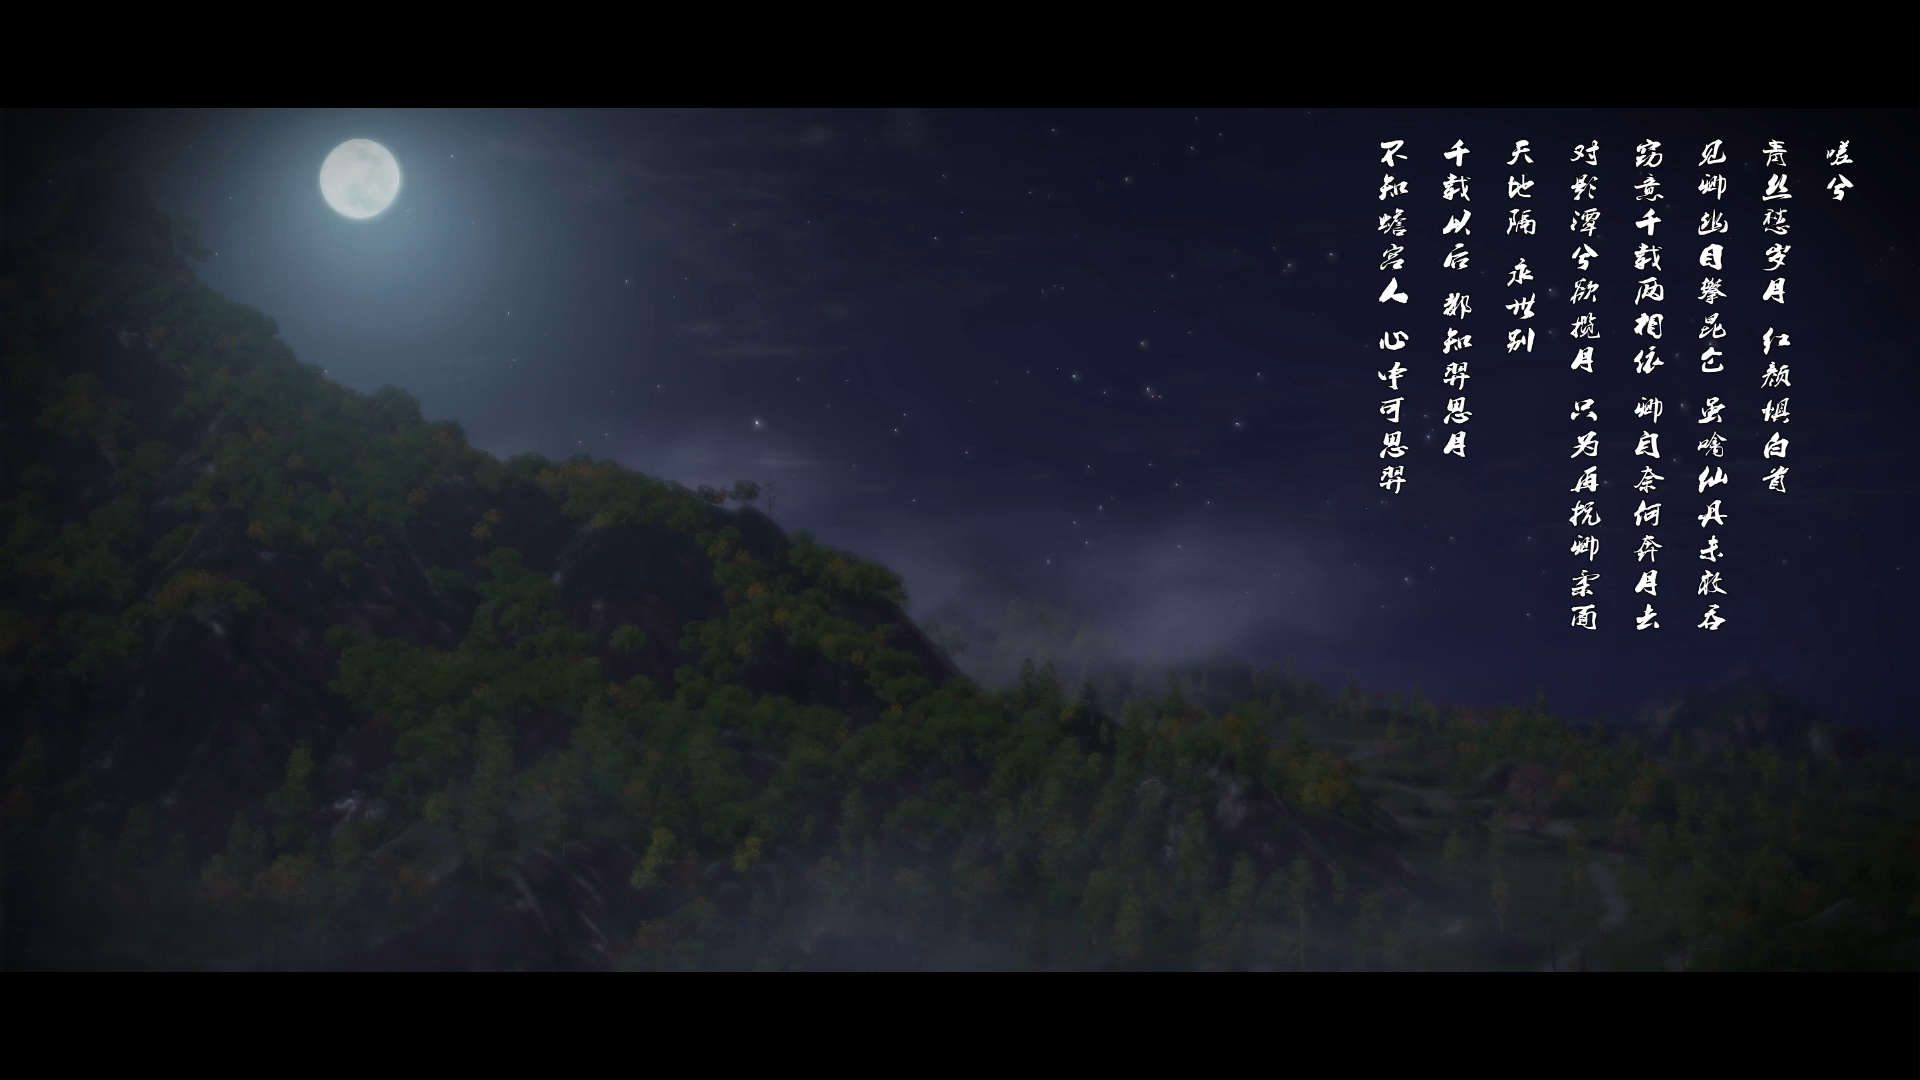 嗟兮
青丝愁岁月 红颜惧白首
见卿幽目攀昆仑 虽噙仙丹未敢吞
窃意千载两相依 卿自奈何奔月去
对影潭兮欲揽月 只为再抚卿柔面
天地隔 永世别
千载以后 都知羿思月
不知蟾宫人 心中可思羿